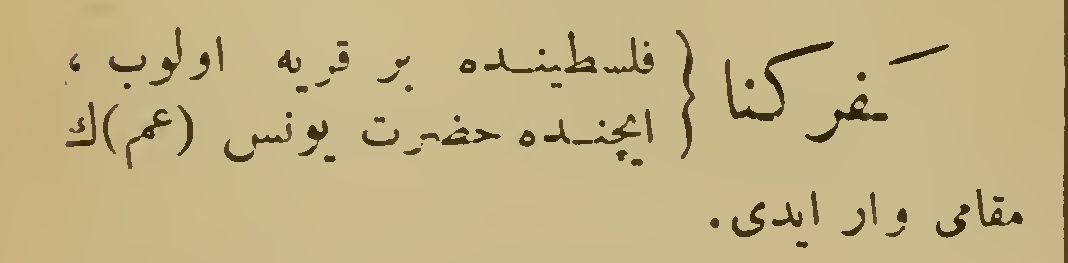 كفركنا { فلسطينده بر قريه اولوب ،
ايچنده حضرت يونس (عم)ك
مقامى وار ايدى.